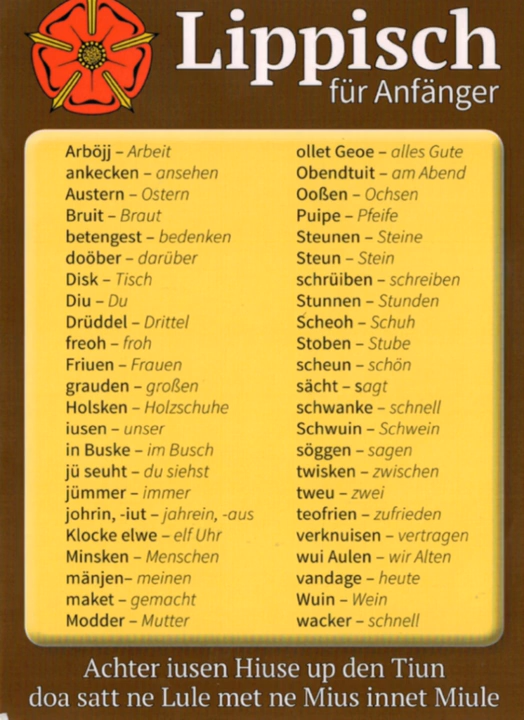 Lippisch
für Anfänger
Arböjj – Arbeit
ankecken – ansehen
Austern – Ostern
Bruit – Braut
betengest – bedenken
doöber – darüber
Disk – Tisch
Diu – Du
Drüddel – Drittel
freoh – froh
Friuen – Frauen
grauden – großen
Holsken – Holzschuhe
iusen – unser
in Buske – im Busch
jü seuht – du siehst
jümmer – immer
johrin, -iut – jahrein, -aus
Klocke elwe – elf Uhr
Minsken – Menschen
mänjen– meinen
maket – gemacht
Modder – Mutter
ollet Geoe – alles Gute
Obendtuit – am Abend
Ooßen – Ochsen
Puipe – Pfeife
Steunen – Steine
Steun – Stein
schrüiben – schreiben
Stunnen – Stunden
Scheoh – Schuh
Stoben – Stube
scheun – schön
sächt – sagt
schwanke – schnell
Schwuin – Schwein
söggen – sagen
twisken – zwischen
tweu – zwei
teofrien – zufrieden
verknuisen – vertragen
wui Aulen – wir Alten
vandage – heute
Wuin – Wein
wacker – schnell
Achter iusen Hiuse up den Tiun
doa satt ne Lule met ne Mius innet Miule